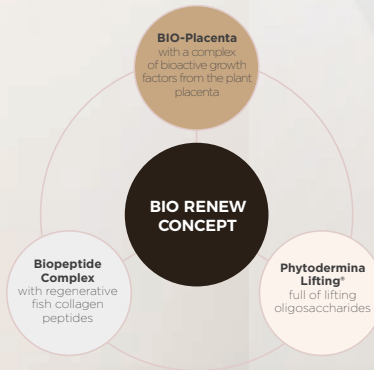 BIO-Placenta
with a complex
of bioactive growth
factors from the plant
placenta
BIO RENEW
CONCEPT
Biopeptide
Complex
with regenerative
fish collagen
peptides
Phytodermina
Lifting®
full of lifting
oligosaccharides